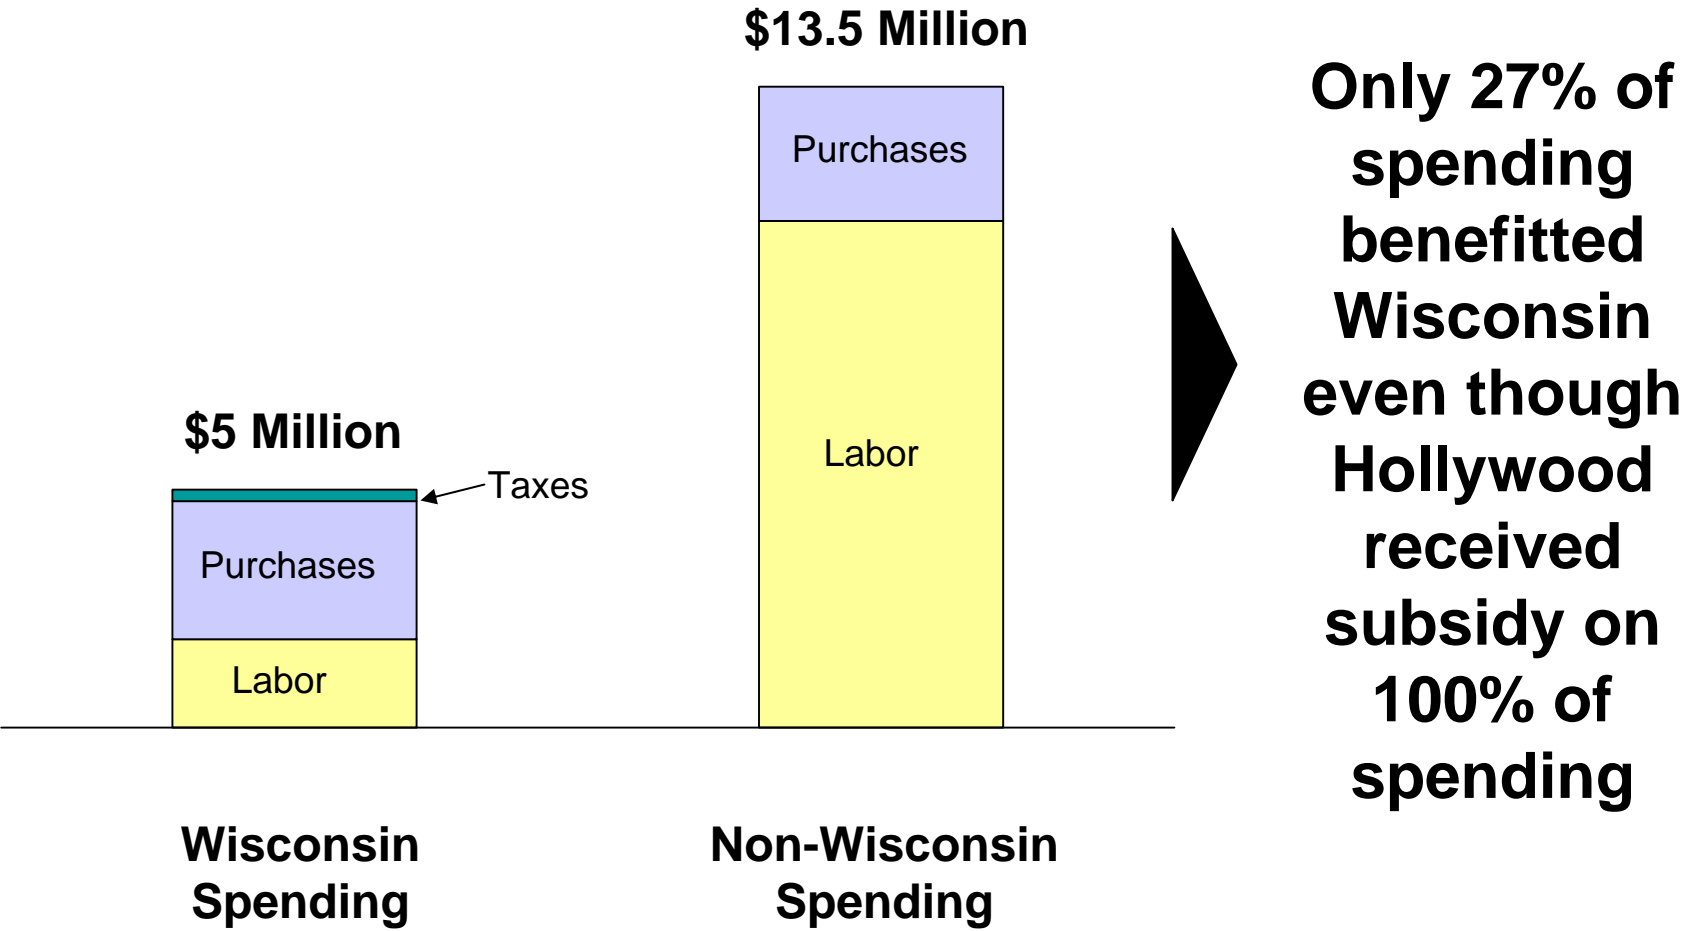 $13.5 Million
Purchases
Labor
$5 Million
Taxes
Purchases
Labor
Wisconsin
Spending
Non-Wisconsin
Spending
Only 27% of
spending
benefitted
Wisconsin
even though
Hollywood
received
subsidy on
100% of
spending